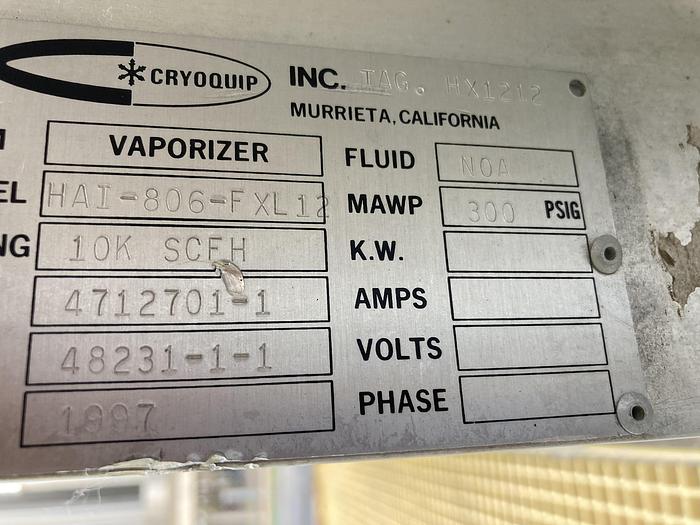 CRYOQUIP INC. TAG. HX1212
MURRIETA, CALIFORNIA
M VAPORIZER FLUID NOA
EL HAI-806-FXL12 MAWP 300 PSIG
NG 10K SCFH K.W.
4712701-1 AMPS
48231-1-1 VOLTS
1997 PHASE